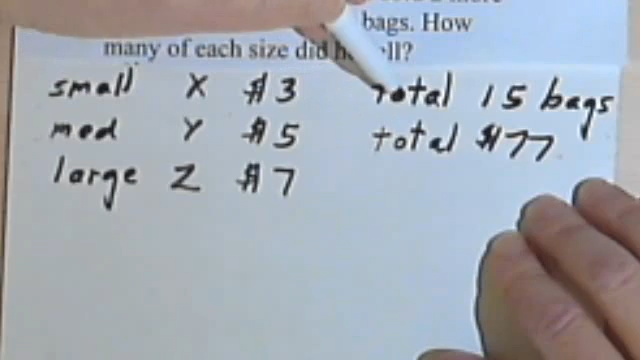 bags. How
many of each size did
small X $3 total 15 bags
med Y $5 total $77
large Z $7